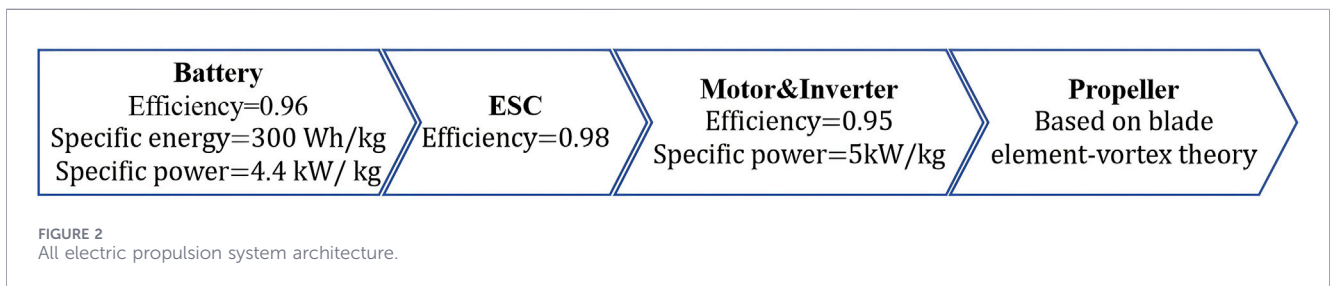 Battery
Efficiency=0.96
Specific energy=300 Wh/kg
Specific power=4.4 kW/ kg
ESC
Efficiency=0.98
Motor&Inverter
Efficiency=0.95
Specific power=5kW/kg
Propeller
Based on blade
element-vortex theory
FIGURE 2
All electric propulsion system architecture.